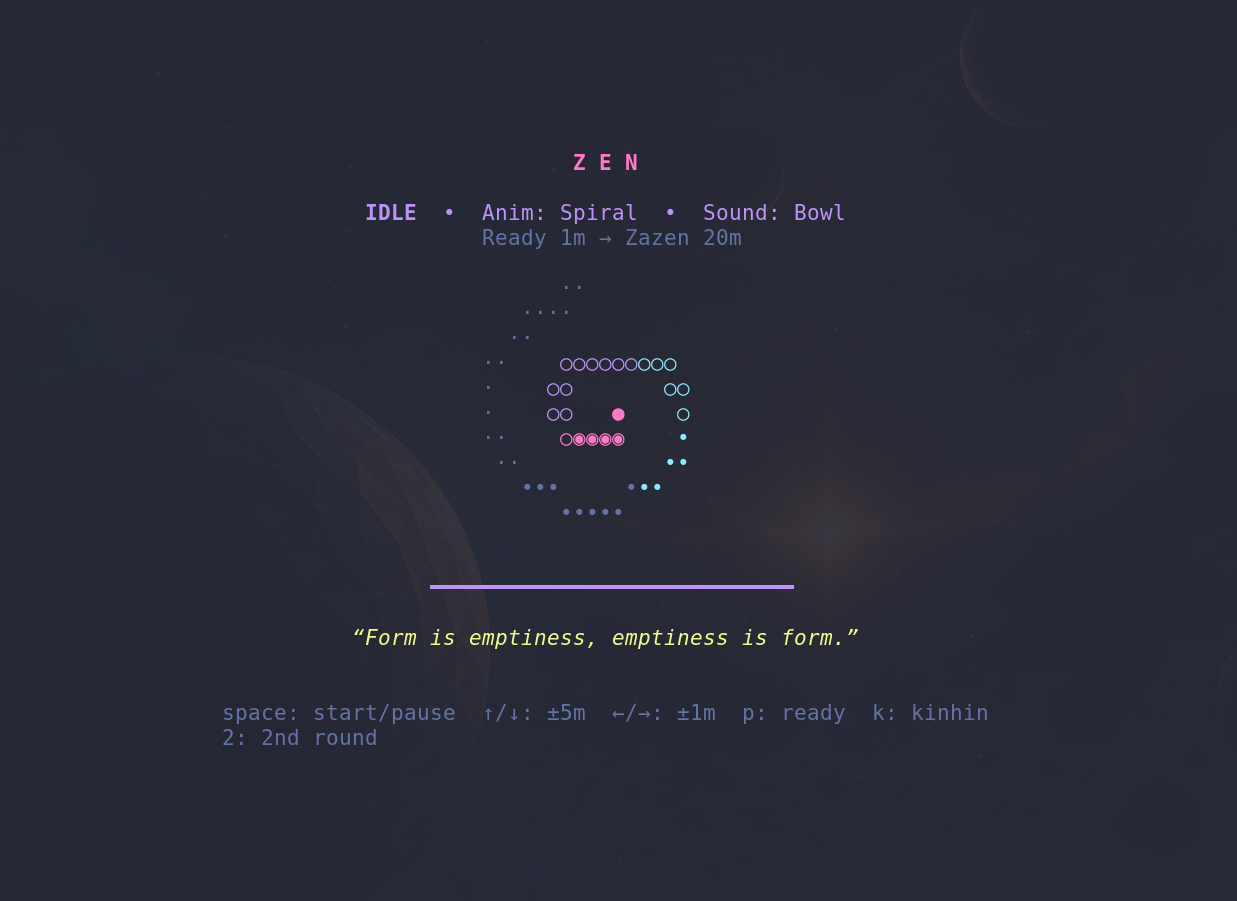 Z E N
IDLE • Anim: Spiral • Sound: Bowl
Ready 1m → Zazen 20m
“Form is emptiness, emptiness is form.”
space: start/pause ↑/↓: ±5m ←/→: ±1m p: ready k: kinhin
2: 2nd round